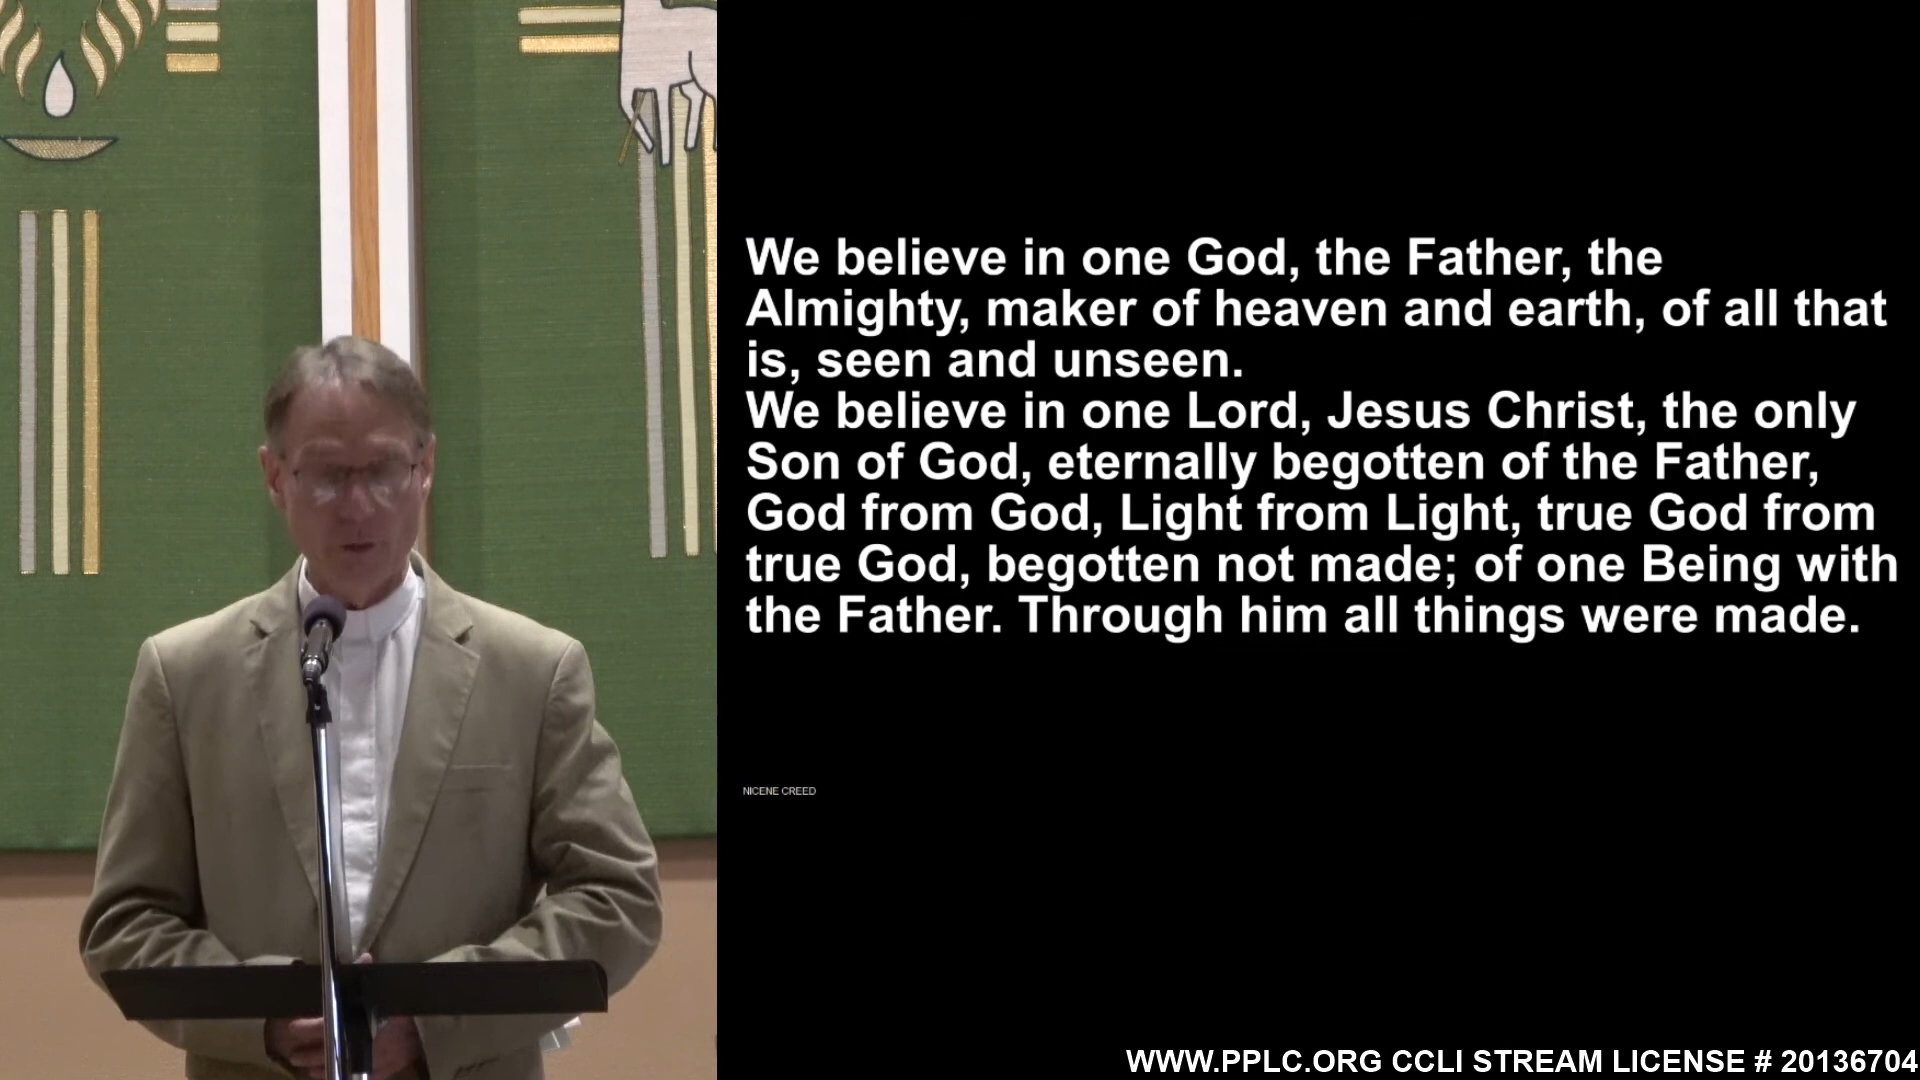 We believe in one God, the Father, the
Almighty, maker of heaven and earth, of all that
is, seen and unseen.
We believe in one Lord, Jesus Christ, the only
Son of God, eternally begotten of the Father,
God from God, Light from Light, true God from
true God, begotten not made; of one Being with
the Father. Through him all things were made.
NICENE CREED
WWW.PPLC.ORG CCLI STREAM LICENSE # 20136704